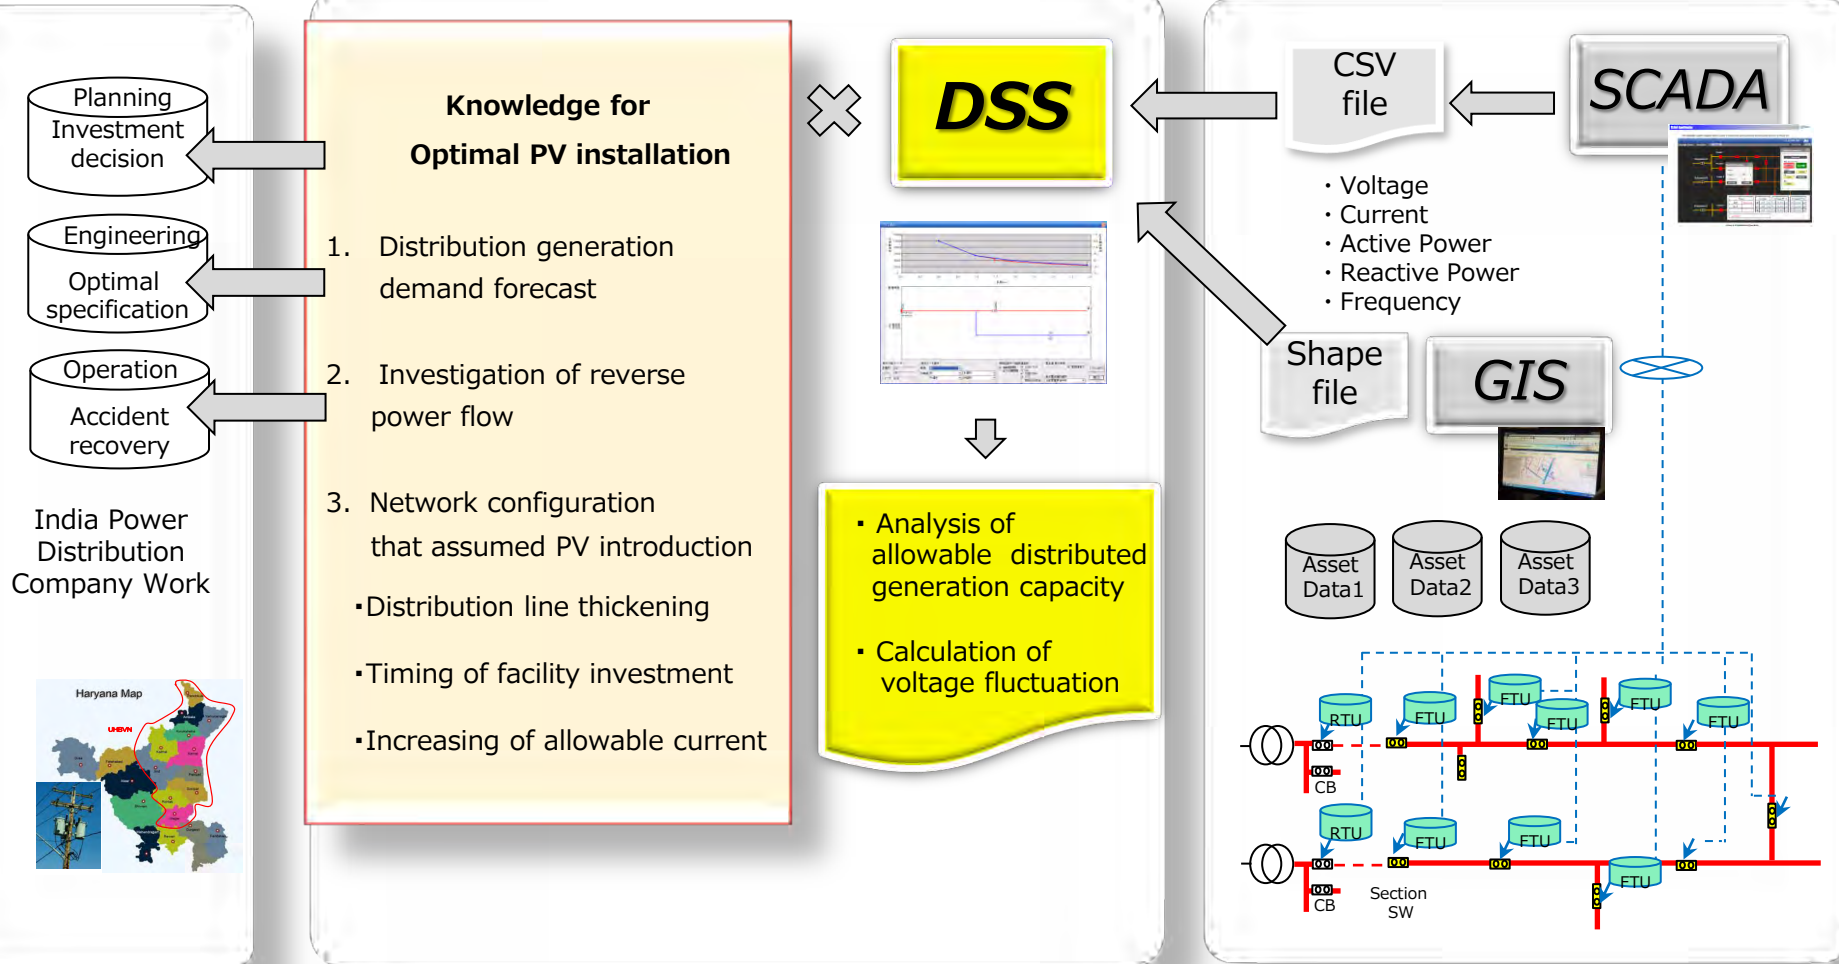 Planning
Investment
decision
Engineering
Optimal
specification
Operation
Accident
recovery
India Power
Distribution
Company Work
Haryana Map
UHBVN
Knowledge for
Optimal PV installation
1. Distribution generation
demand forecast
2. Investigation of reverse
power flow
3. Network configuration
that assumed PV introduction
・Distribution line thickening
・Timing of facility investment
・Increasing of allowable current
DSS
・Analysis of
allowable distributed
generation capacity
・Calculation of
voltage fluctuation
CSV
file
SCADA
・Voltage
・Current
・Active Power
・Reactive Power
・Frequency
Shape
file
GIS
Asset
Data1
Asset
Data2
Asset
Data3
RTU
FTU
FTU
FTU
FTU
FTU
CB
RTU
FTU
FTU
FTU
CB
Section
SW